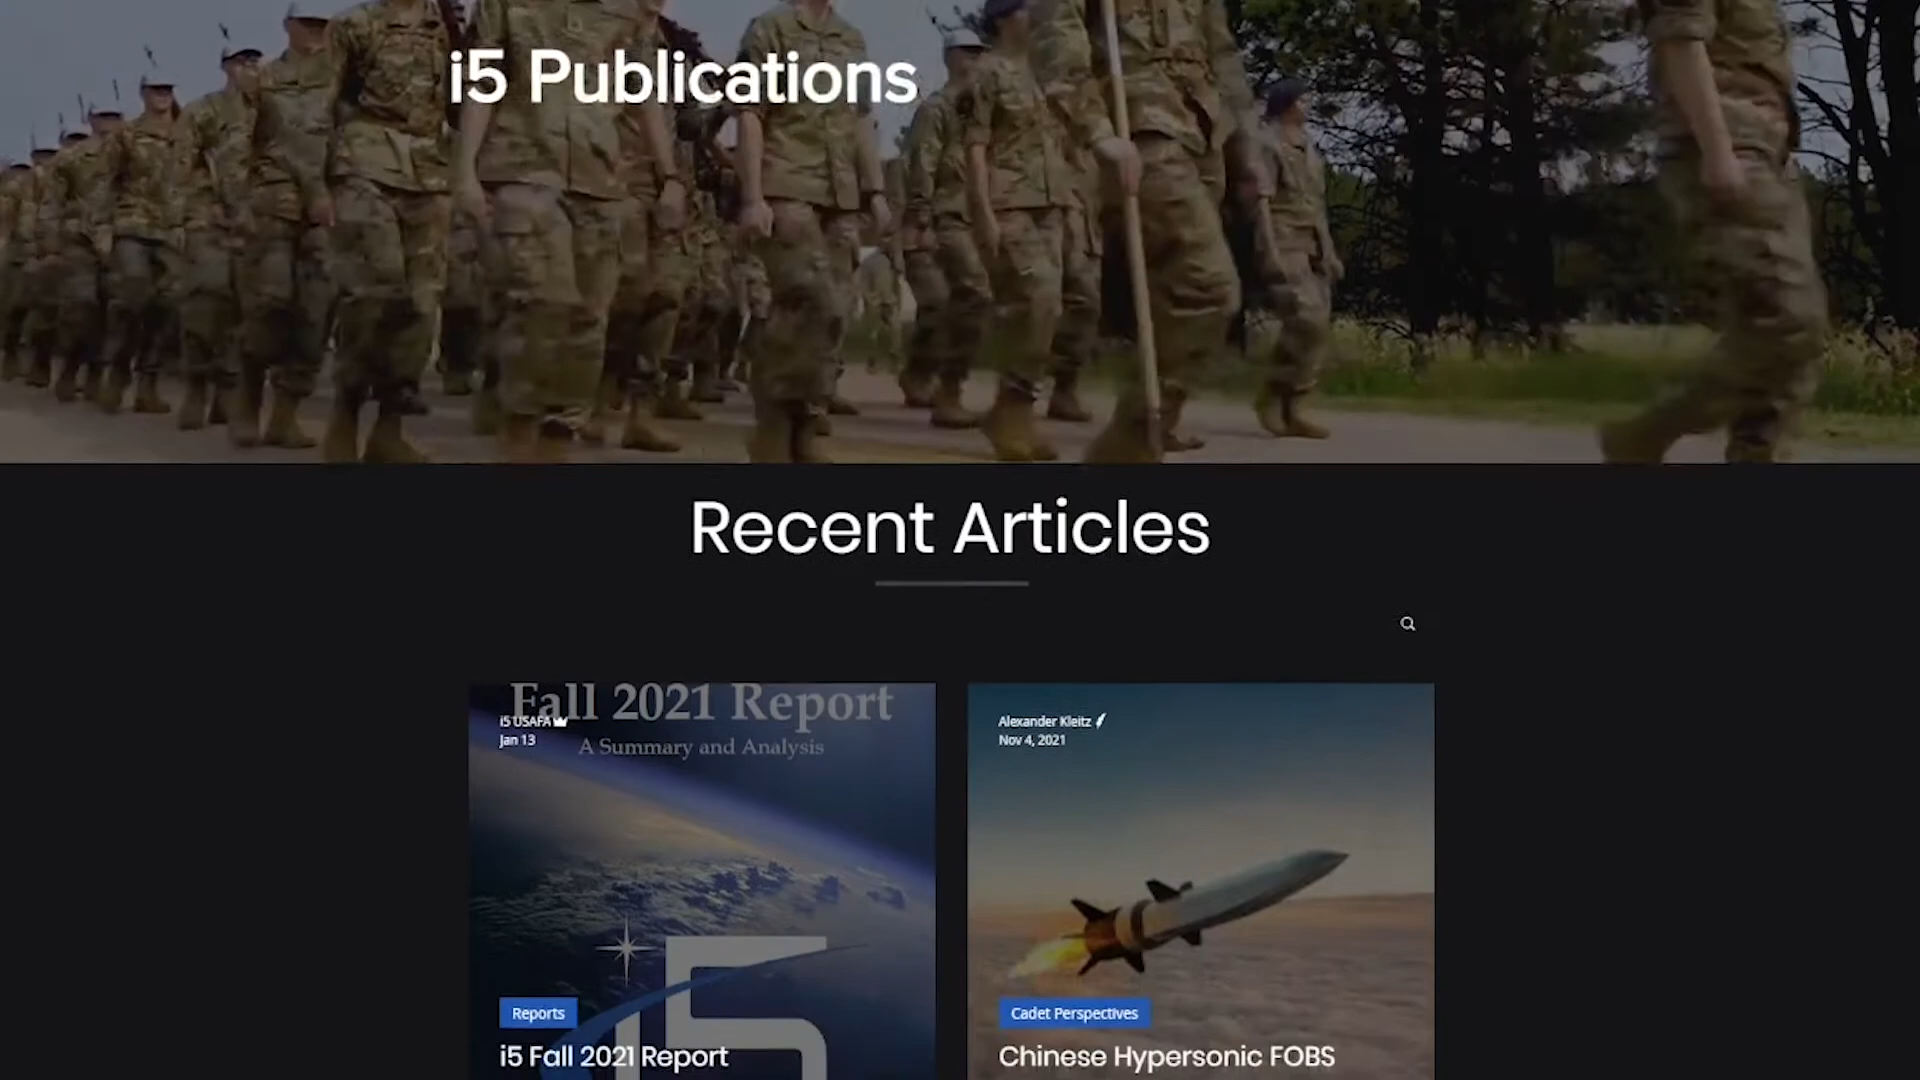 i5 Publications
Recent Articles
Fall 2021 Report
i5 USAFA
Jan 13
A Summary and Analysis
5
Reports
i5 Fall 2021 Report
Alexander Kleitz
Nov 4, 2021
Cadet Perspectives
Chinese Hypersonic FOBS